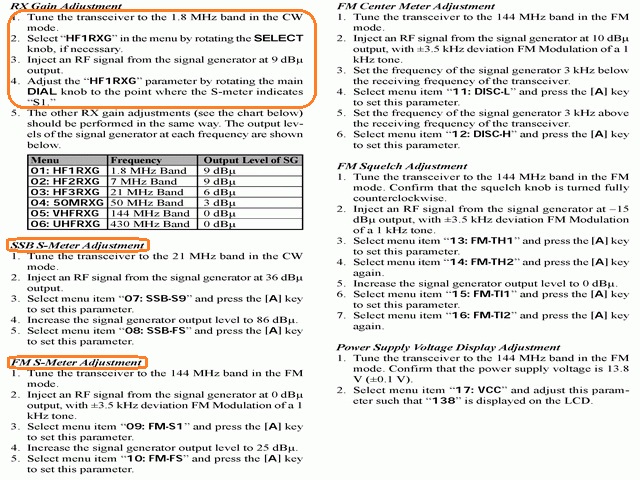 RX Gain Adjustment
1. Tune the transceiver to the 1.8 MHz band in the CW
mode.
2. Select “HF1RXG” in the menu by rotating the SELECT
knob, if necessary.
3. Inject an RF signal from the signal generator at 9 dBµ
output.
4. Adjust the “HF1RXG” parameter by rotating the main
DIAL knob to the point where the S-meter indicates
“S1.”
5. The other RX gain adjustments (see the chart below)
should be performed in the same way. The output lev-
els of the signal generator at each frequency are shown
below.
Menu Frequency Output Level of SG
01: HF1RXG 1.8 MHz Band 9 dBµ
02: HF2RXG 7 MHz Band 9 dBµ
03: HF3RXG 21 MHz Band 6 dBµ
04: 50MRXG 50 MHz Band 3 dBµ
05: VHFRXG 144 MHz Band 0 dBµ
06: UHFRXG 430 MHz Band 0 dBµ
SSB S-Meter Adjustment
1. Tune the transceiver to the 21 MHz band in the CW
mode.
2. Inject an RF signal from the signal generator at 36 dBµ
output.
3. Select menu item “07: SSB-S9” and press the [A] key
to set this parameter.
4. Increase the signal generator output level to 86 dBµ.
5. Select menu item “08: SSB-FS” and press the [A] key
to set this parameter.
FM S-Meter Adjustment
1. Tune the transceiver to the 144 MHz band in the FM
mode.
2. Inject an RF signal from the signal generator at 0 dBµ
output, with ±3.5 kHz deviation FM Modulation of a 1
kHz tone.
3. Select menu item “09: FM-S1” and press the [A] key
to set this parameter.
4. Increase the signal generator output level to 25 dBµ.
5. Select menu item “10: FM-FS” and press the [A] key
to set this parameter.
FM Center Meter Adjustment
1. Tune the transceiver to the 144 MHz band in the FM
mode.
2. Inject an RF signal from the signal generator at 10 dBµ
output, with ±3.5 kHz deviation FM Modulation of a 1
kHz tone.
3. Set the frequency of the signal generator 3 kHz below
the receiving frequency of the transceiver.
4. Select menu item “11: DISC-L” and press the [A] key
to set this parameter.
5. Set the frequency of the signal generator 3 kHz above
the receiving frequency of the transceiver.
6. Select menu item “12: DISC-H” and press the [A] key
to set this parameter.
FM Squelch Adjustment
1. Tune the transceiver to the 144 MHz band in the FM
mode. Confirm that the squelch knob is turned fully
counterclockwise.
2. Inject an RF signal from the signal generator at –15
dBµ output, with ±3.5 kHz deviation FM Modulation
of a 1 kHz tone.
3. Select menu item “13: FM-TH1” and press the [A] key
to set this parameter.
4. Select menu item “14: FM-TH2” and press the [A] key
again.
5. Increase the signal generator output level to 0 dBµ.
6. Select menu item “15: FM-TI1” and press the [A] key
to set this parameter.
7. Select menu item “16: FM-TI2” and press the [A] key
again.
Power Supply Voltage Display Adjustment
1. Tune the transceiver to the 144 MHz band in the FM
mode. Confirm that the power supply voltage is 13.8
V (±0.1 V).
2. Select menu item “17: VCC” and adjust this param-
eter such that “138” is displayed on the LCD.